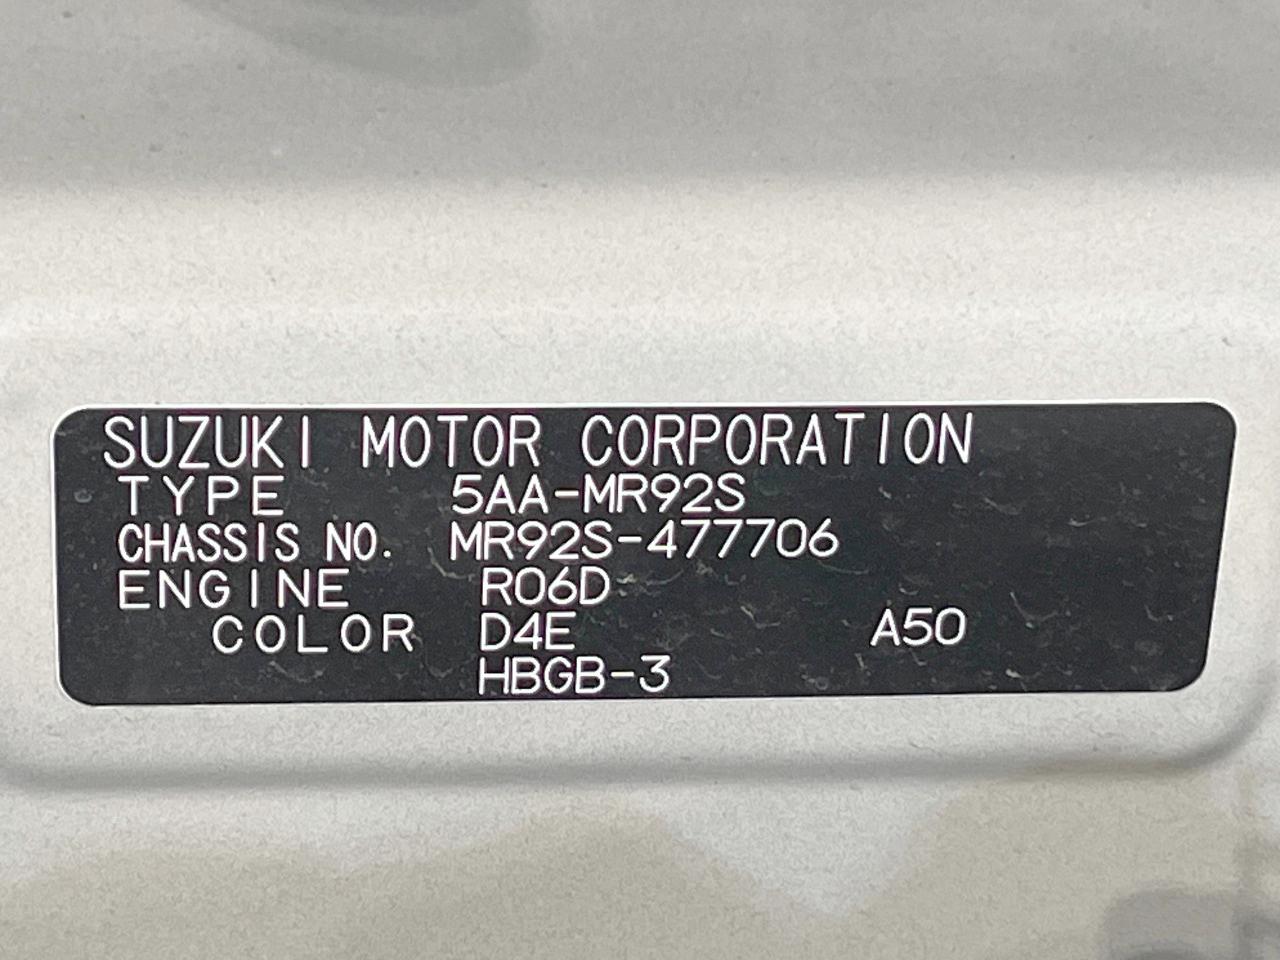 SUZUKI MOTOR CORPORATION
TYPE 5AA-MR92S
CHASSIS NO. MR92S-477706
ENGINE R06D
COLOR D4E A50
HBGB-3